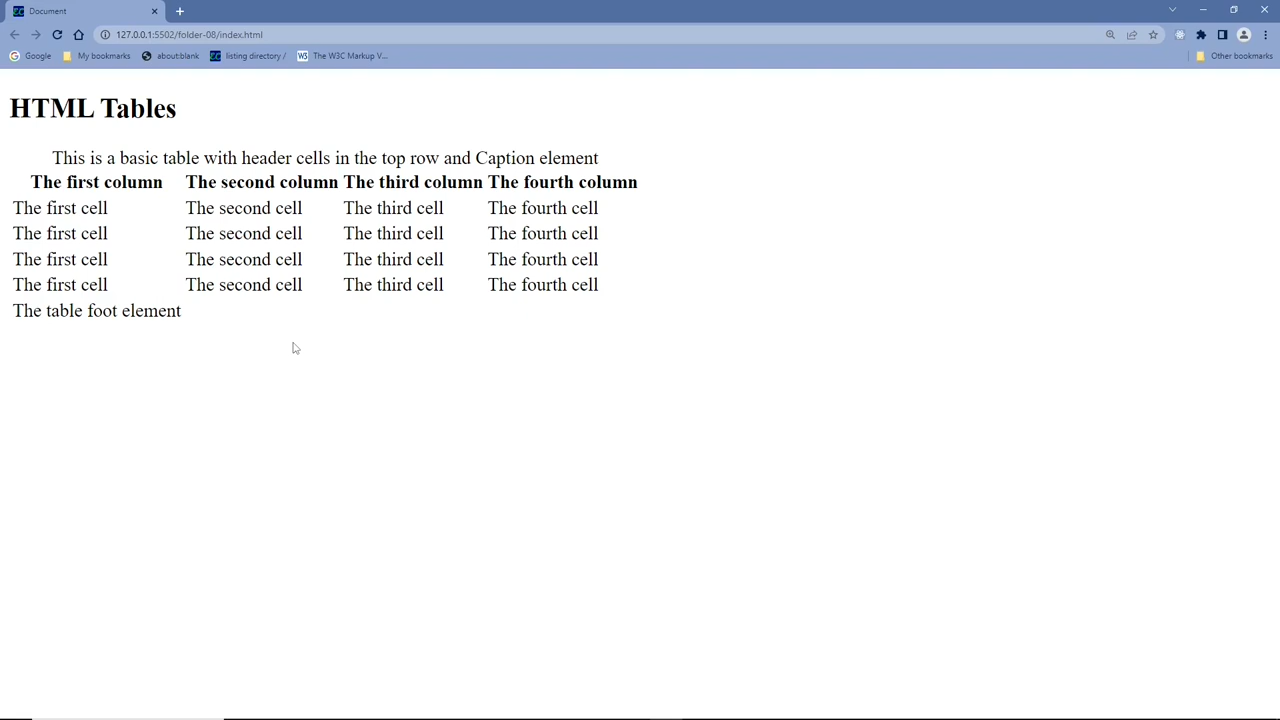 Document
127.0.0.1:5502/folder-08/index.html
Google My bookmarks about:blank listing directory / The W3C Markup V... Other bookmarks
HTML Tables
This is a basic table with header cells in the top row and Caption element
The first column The second column The third column The fourth column
The first cell The second cell The third cell The fourth cell
The first cell The second cell The third cell The fourth cell
The first cell The second cell The third cell The fourth cell
The first cell The second cell The third cell The fourth cell
The table foot element